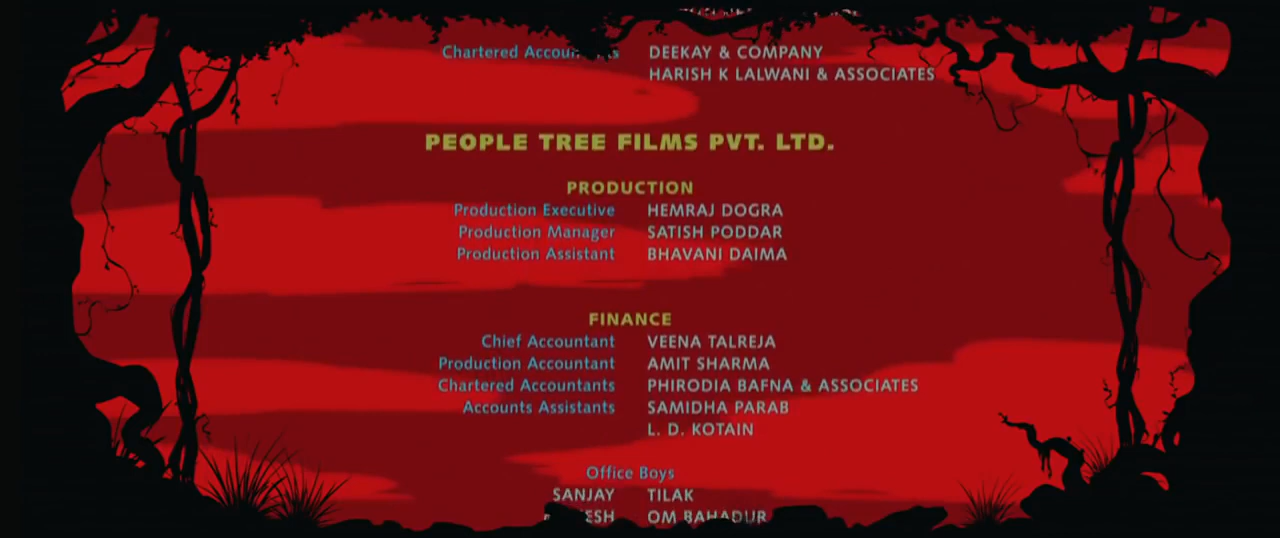 Chartered DEEKAY & COMPANY
HARISH K LALWANI & ASSOCIATES
PEOPLE TREE FILMS PVT. LTD.
PRODUCTION
Production Executive HEMRAJ DOGRA
Production Manager SATISH PODDAR
Production Assistant BHAVANI DAIMA
FINANCE
Chief Accountant VEENA TALREJA
Production Accountant AMIT SHARMA
Chartered Accountants PHIRODIA BAFNA & ASSOCIATES
Accounts Assistants SAMIDHA PARAB
L. D. KOTAIN
Office Boys
SANJAY TILAK
OM BAHADUR